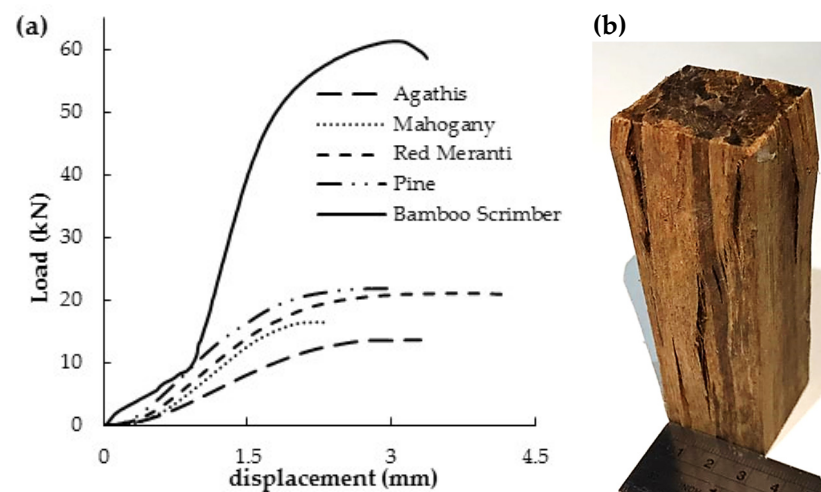 (a)
(b)
60
50
40
30
20
10
0
Load (kN)
Agathis
Mahogany
Red Meranti
Pine
Bamboo Scrimber
0
1.5
3
4.5
displacement (mm)
1 2 3 4